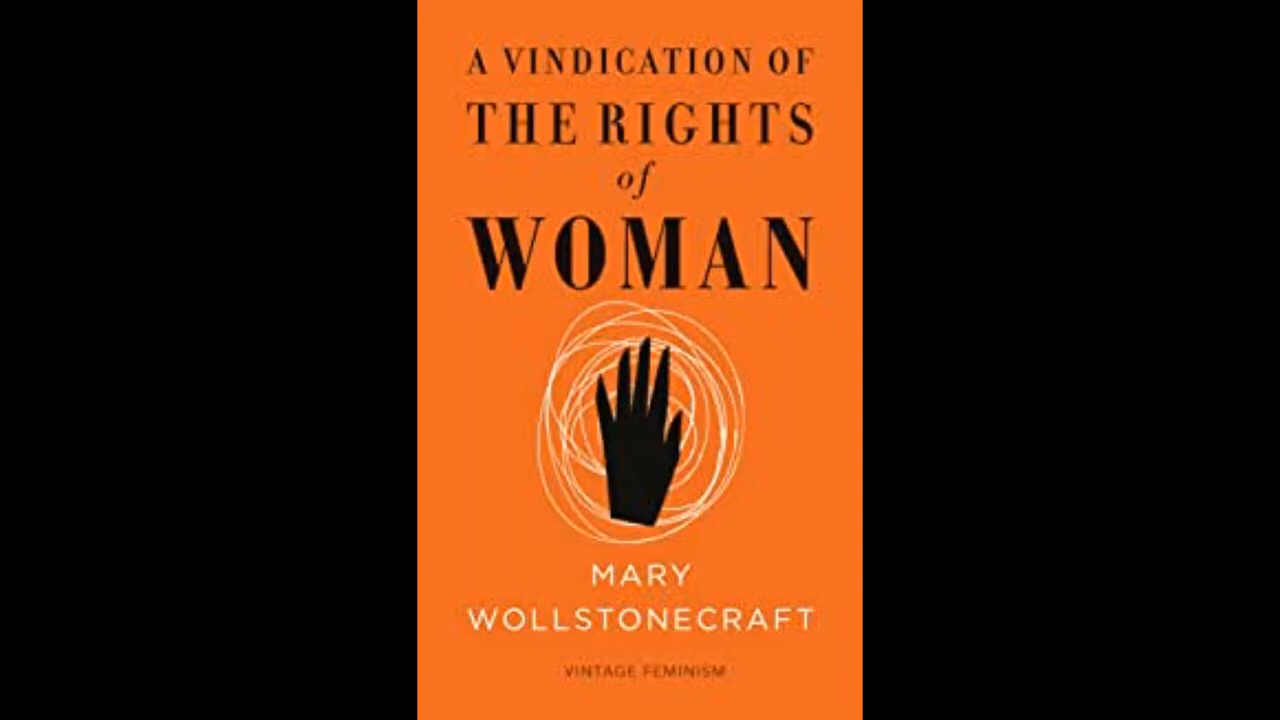 A VINDICATION OF
THE RIGHTS
of
WOMAN
MARY
WOLLSTONECRAFT
VINTAGE FEMINISM